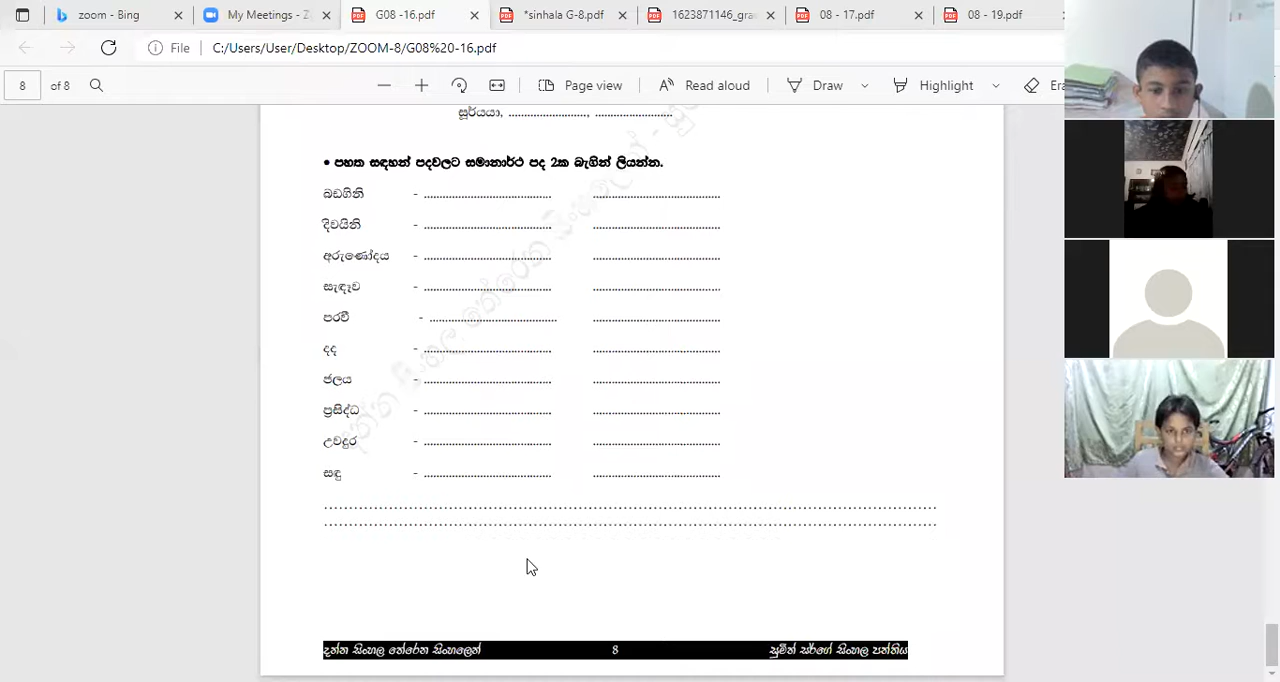 zoom - Bing
My Meetings - Z
G08 -16.pdf
*sinhala G-8.pdf
1623871146_gra
08 - 17.pdf
08 - 19.pdf
File C:/Users/User/Desktop/ZOOM-8/G08%20-16.pdf
8 of 8 Page view Read aloud Draw Highlight Era
සූර්යයා, ........................, ........................
• පහත සඳහන් පදවලට සමානාර්ථ පද 2ක බැගින් ලියන්න.
බඩගිනි - ........................................ ........................................
දිවයිනි - ........................................ ........................................
අරුණෝදය - ........................................ ........................................
සැඳෑව - ........................................ ........................................
පරවී - ........................................ ........................................
දද - ........................................ ........................................
ජලය - ........................................ ........................................
ප්‍රසිද්ධ - ........................................ ........................................
උවදුර - ........................................ ........................................
සඳු - ........................................ ........................................
දන්න සිංහල තේරෙන සිංහලෙන් 8 සුමිත් සර්ගේ සිංහල පන්තිය